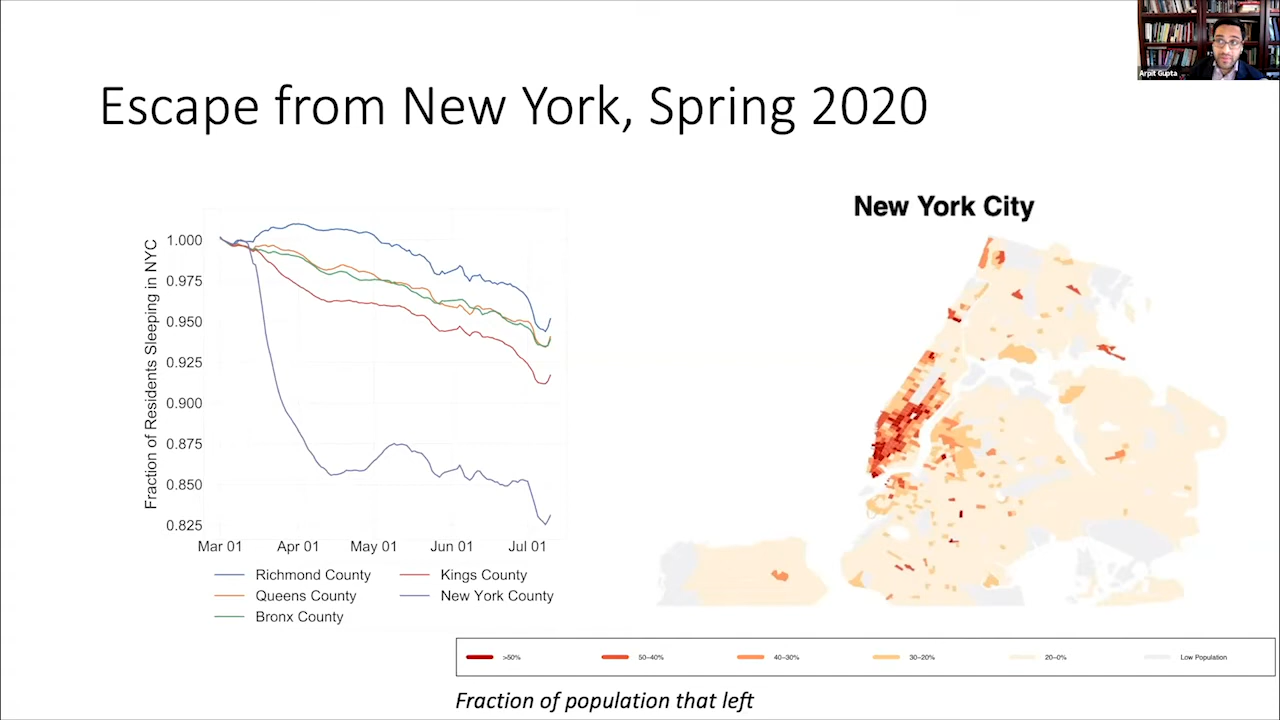 Arpit Gupta
Escape from New York, Spring 2020
Fraction of Residents Sleeping in NYC
1.000
0.975
0.950
0.925
0.900
0.875
0.850
0.825
Mar 01 Apr 01 May 01 Jun 01 Jul 01
Richmond County Kings County
Queens County New York County
Bronx County
New York City
>50% 50-40% 40-30% 30-20% 20-0% Low Population
Fraction of population that left